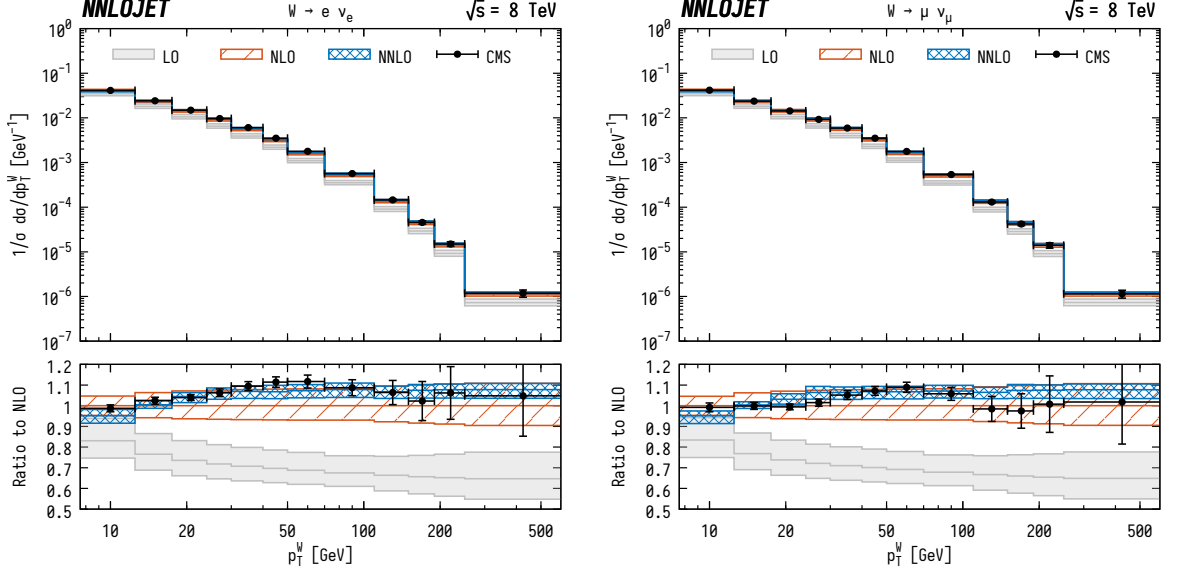 NNLOJET W → e νₑ √s = 8 TeV
LO NLO NNLO CMS
1/σ dσ/dp_T^W [GeV⁻¹]
10⁰
10⁻¹
10⁻²
10⁻³
10⁻⁴
10⁻⁵
10⁻⁶
10⁻⁷
Ratio to NLO
1.2
1.1
1
0.9
0.8
0.7
0.6
0.5
10 20 50 100 200 500
p_T^W [GeV]
NNLOJET W → μ ν_μ √s = 8 TeV
LO NLO NNLO CMS
1/σ dσ/dp_T^W [GeV⁻¹]
10⁰
10⁻¹
10⁻²
10⁻³
10⁻⁴
10⁻⁵
10⁻⁶
10⁻⁷
Ratio to NLO
1.2
1.1
1
0.9
0.8
0.7
0.6
0.5
10 20 50 100 200 500
p_T^W [GeV]